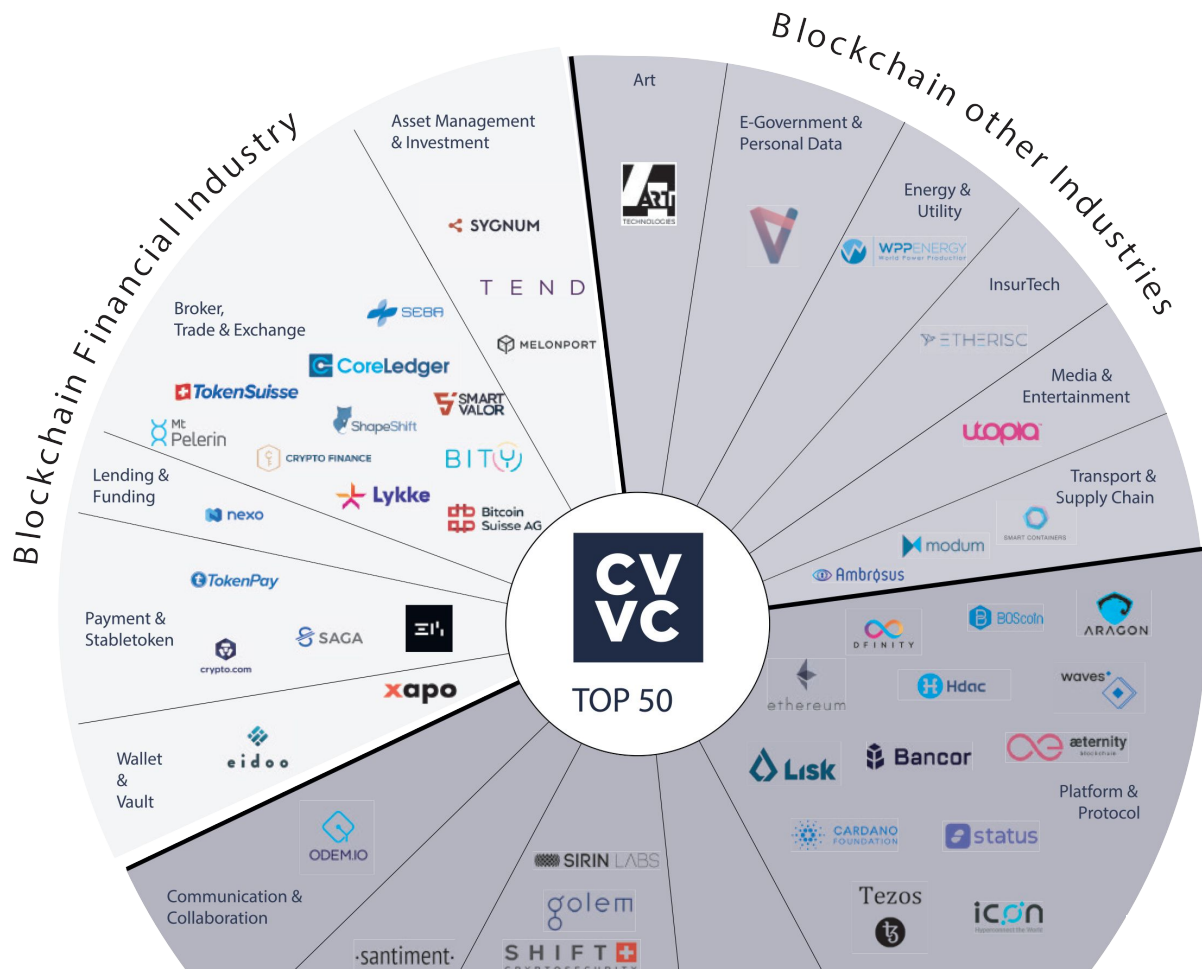 Blockchain Financial Industry
Blockchain other Industries
Asset Management
& Investment
SYGNUM
TEND
MELONPORT
Broker,
Trade & Exchange
SEBA
CoreLedger
TokenSuisse
SMART
VALOR
Mt
Pelerin
ShapeShift
CRYPTO FINANCE
BITY
Lykke
Bitcoin
Suisse AG
Lending &
Funding
nexo
Payment &
Stabletoken
TokenPay
SAGA
crypto.com
Wallet
&
Vault
xapo
eidoo
Art
ART
TECHNOLOGIES
E-Government &
Personal Data
Energy &
Utility
WPPENERGY
World Power Production
InsurTech
ETHERISC
Media &
Entertainment
utopia
Transport &
Supply Chain
SMART CONTAINERS
modum
Ambrosus
CV
VC
TOP 50
DFINITY
BOScoin
ARAGON
ethereum
Hdac
waves
Lisk
Bancor
æternity
blockchain
Platform &
Protocol
CARDANO
FOUNDATION
status
Tezos
icon
Hyperconnect the World
ODEM.IO
Communication &
Collaboration
SIRIN LABS
golem
·santiment·
SHIFT
CRYPTOSECURITY